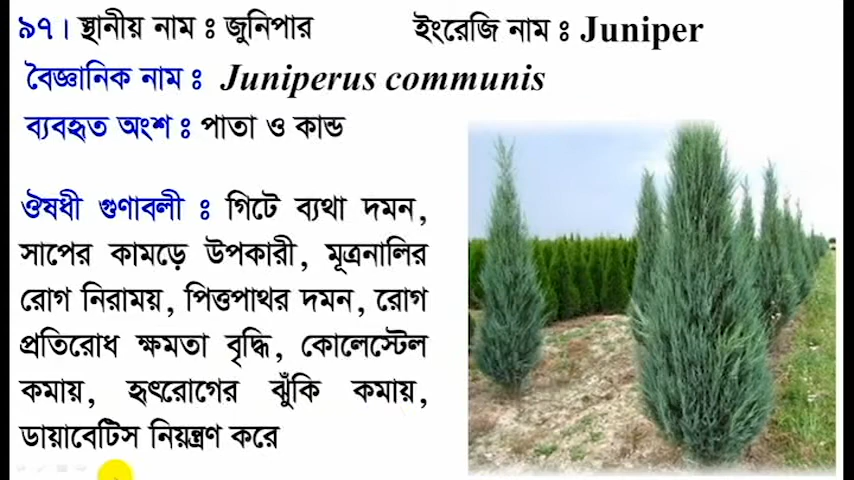 ৯৭। স্থানীয় নাম ঃ জুনিপার ইংরেজি নাম ঃ Juniper
বৈজ্ঞানিক নাম ঃ Juniperus communis
ব্যবহৃত অংশ ঃ পাতা ও কান্ড
ঔষধী গুণাবলী ঃ গিটে ব্যথা দমন,
সাপের কামড়ে উপকারী, মূত্রনালির
রোগ নিরাময়, পিত্তপাথর দমন, রোগ
প্রতিরোধ ক্ষমতা বৃদ্ধি, কোলেস্টেল
কমায়, হৃৎরোগের ঝুঁকি কমায়,
ডায়াবেটিস নিয়ন্ত্রণ করে